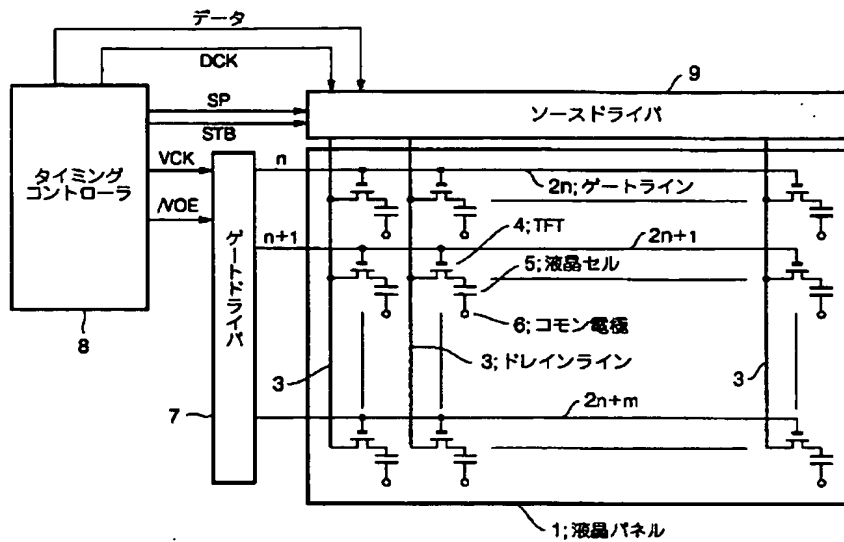 データ
DCK
9
SP
ソースドライバ
STB
タイミング
コントローラ
VCK
n
2n;ゲートライン
/VOE
4;TFT
n+1
2n+1
ゲートドライバ
5;液晶セル
8
6;コモン電極
3
3;ドレインライン
3
7
2n+m
1;液晶パネル